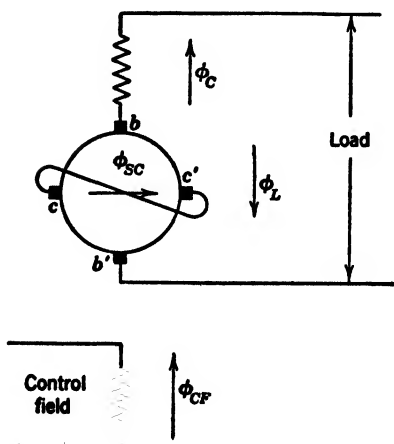 b
ϕC
Load
ϕSC
c'
c
ϕL
b'
Control
field
ϕCF